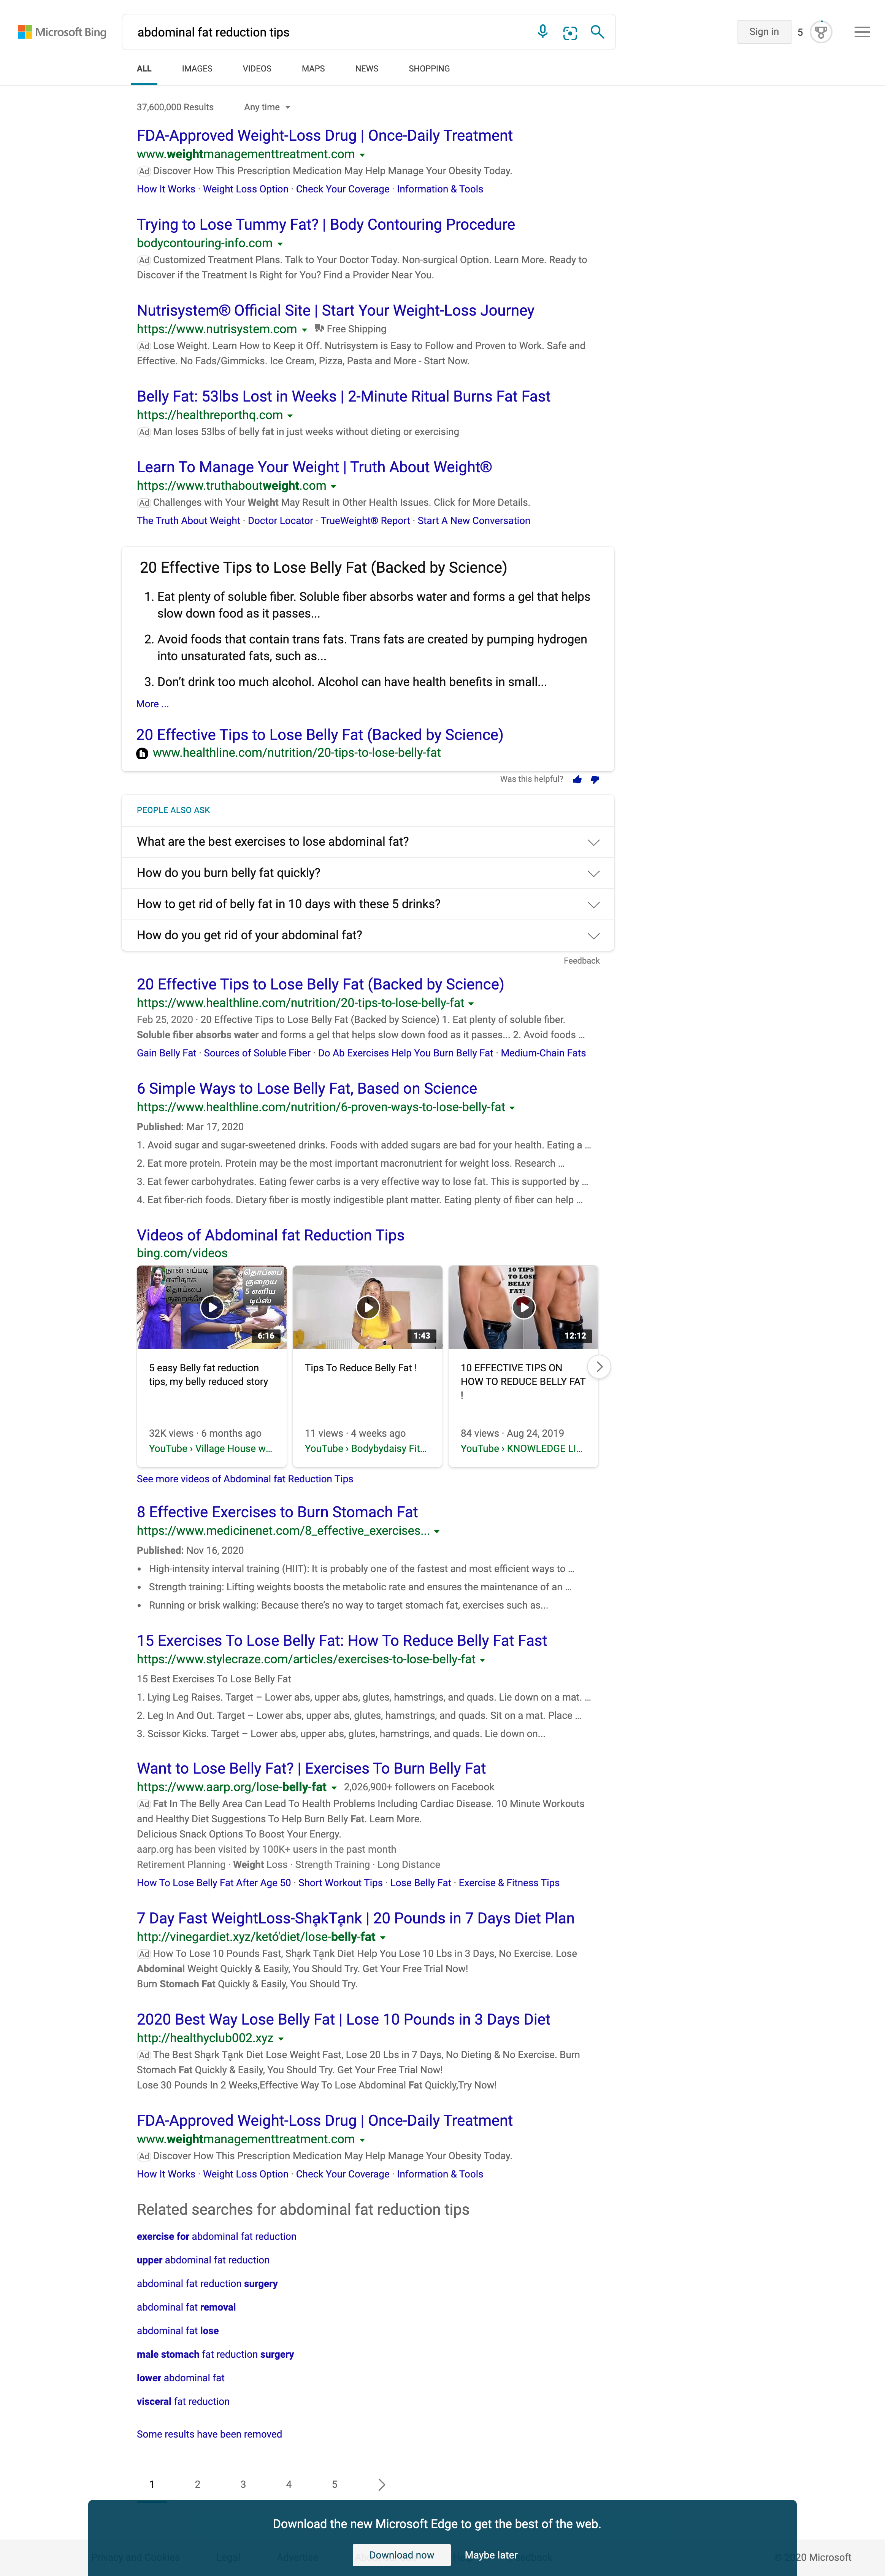 Microsoft Bing
abdominal fat reduction tips
Sign in
5
ALL
IMAGES
VIDEOS
MAPS
NEWS
SHOPPING
37,600,000 Results
Any time
FDA-Approved Weight-Loss Drug | Once-Daily Treatment
www.weightmanagementtreatment.com
Ad Discover How This Prescription Medication May Help Manage Your Obesity Today.
How It Works · Weight Loss Option · Check Your Coverage · Information & Tools
Trying to Lose Tummy Fat? | Body Contouring Procedure
bodycontouring-info.com
Ad Customized Treatment Plans. Talk to Your Doctor Today. Non-surgical Option. Learn More. Ready to
Discover if the Treatment Is Right for You? Find a Provider Near You.
Nutrisystem® Official Site | Start Your Weight-Loss Journey
https://www.nutrisystem.com Free Shipping
Ad Lose Weight. Learn How to Keep it Off. Nutrisystem is Easy to Follow and Proven to Work. Safe and
Effective. No Fads/Gimmicks. Ice Cream, Pizza, Pasta and More - Start Now.
Belly Fat: 53lbs Lost in Weeks | 2-Minute Ritual Burns Fat Fast
https://healthreporthq.com
Ad Man loses 53lbs of belly fat in just weeks without dieting or exercising
Learn To Manage Your Weight | Truth About Weight®
https://www.truthaboutweight.com
Ad Challenges with Your Weight May Result in Other Health Issues. Click for More Details.
The Truth About Weight · Doctor Locator · TrueWeight® Report · Start A New Conversation
20 Effective Tips to Lose Belly Fat (Backed by Science)
1. Eat plenty of soluble fiber. Soluble fiber absorbs water and forms a gel that helps
slow down food as it passes...
2. Avoid foods that contain trans fats. Trans fats are created by pumping hydrogen
into unsaturated fats, such as...
3. Don't drink too much alcohol. Alcohol can have health benefits in small...
More ...
20 Effective Tips to Lose Belly Fat (Backed by Science)
www.healthline.com/nutrition/20-tips-to-lose-belly-fat
Was this helpful?
PEOPLE ALSO ASK
What are the best exercises to lose abdominal fat?
How do you burn belly fat quickly?
How to get rid of belly fat in 10 days with these 5 drinks?
How do you get rid of your abdominal fat?
Feedback
20 Effective Tips to Lose Belly Fat (Backed by Science)
https://www.healthline.com/nutrition/20-tips-to-lose-belly-fat
Feb 25, 2020 · 20 Effective Tips to Lose Belly Fat (Backed by Science) 1. Eat plenty of soluble fiber.
Soluble fiber absorbs water and forms a gel that helps slow down food as it passes... 2. Avoid foods ...
Gain Belly Fat · Sources of Soluble Fiber · Do Ab Exercises Help You Burn Belly Fat · Medium-Chain Fats
6 Simple Ways to Lose Belly Fat, Based on Science
https://www.healthline.com/nutrition/6-proven-ways-to-lose-belly-fat
Published: Mar 17, 2020
1. Avoid sugar and sugar-sweetened drinks. Foods with added sugars are bad for your health. Eating a ...
2. Eat more protein. Protein may be the most important macronutrient for weight loss. Research ...
3. Eat fewer carbohydrates. Eating fewer carbs is a very effective way to lose fat. This is supported by ...
4. Eat fiber-rich foods. Dietary fiber is mostly indigestible plant matter. Eating plenty of fiber can help ...
Videos of Abdominal fat Reduction Tips
bing.com/videos
நான் எப்படி
எளிதாக
தொப்பை
தொப்பை
குறைய
5 எளிய
டிப்ஸ்
6:16
1:43
10 TIPS
TO LOSE
BELLY
FAT!
12:12
5 easy Belly fat reduction
tips, my belly reduced story
32K views · 6 months ago
YouTube › Village House w...
Tips To Reduce Belly Fat !
11 views · 4 weeks ago
YouTube › Bodybydaisy Fit...
10 EFFECTIVE TIPS ON
HOW TO REDUCE BELLY FAT
!
84 views · Aug 24, 2019
YouTube › KNOWLEDGE LI...
See more videos of Abdominal fat Reduction Tips
8 Effective Exercises to Burn Stomach Fat
https://www.medicinenet.com/8_effective_exercises...
Published: Nov 16, 2020
• High-intensity interval training (HIIT): It is probably one of the fastest and most efficient ways to ...
• Strength training: Lifting weights boosts the metabolic rate and ensures the maintenance of an ...
• Running or brisk walking: Because there's no way to target stomach fat, exercises such as...
15 Exercises To Lose Belly Fat: How To Reduce Belly Fat Fast
https://www.stylecraze.com/articles/exercises-to-lose-belly-fat
15 Best Exercises To Lose Belly Fat
1. Lying Leg Raises. Target – Lower abs, upper abs, glutes, hamstrings, and quads. Lie down on a mat. ...
2. Leg In And Out. Target – Lower abs, upper abs, glutes, hamstrings, and quads. Sit on a mat. Place ...
3. Scissor Kicks. Target – Lower abs, upper abs, glutes, hamstrings, and quads. Lie down on...
Want to Lose Belly Fat? | Exercises To Burn Belly Fat
https://www.aarp.org/lose-belly-fat 2,026,900+ followers on Facebook
Ad Fat In The Belly Area Can Lead To Health Problems Including Cardiac Disease. 10 Minute Workouts
and Healthy Diet Suggestions To Help Burn Belly Fat. Learn More.
Delicious Snack Options To Boost Your Energy.
aarp.org has been visited by 100K+ users in the past month
Retirement Planning · Weight Loss · Strength Training · Long Distance
How To Lose Belly Fat After Age 50 · Short Workout Tips · Lose Belly Fat · Exercise & Fitness Tips
7 Day Fast WeightLoss-ShąkTąnk | 20 Pounds in 7 Days Diet Plan
http://vinegardiet.xyz/ketó'diet/lose-belly-fat
Ad How To Lose 10 Pounds Fast, Shąrk Tąnk Diet Help You Lose 10 Lbs in 3 Days, No Exercise. Lose
Abdominal Weight Quickly & Easily, You Should Try. Get Your Free Trial Now!
Burn Stomach Fat Quickly & Easily, You Should Try.
2020 Best Way Lose Belly Fat | Lose 10 Pounds in 3 Days Diet
http://healthyclub002.xyz
Ad The Best Shąrk Tąnk Diet Lose Weight Fast, Lose 20 Lbs in 7 Days, No Dieting & No Exercise. Burn
Stomach Fat Quickly & Easily, You Should Try. Get Your Free Trial Now!
Lose 30 Pounds In 2 Weeks,Effective Way To Lose Abdominal Fat Quickly,Try Now!
FDA-Approved Weight-Loss Drug | Once-Daily Treatment
www.weightmanagementtreatment.com
Ad Discover How This Prescription Medication May Help Manage Your Obesity Today.
How It Works · Weight Loss Option · Check Your Coverage · Information & Tools
Related searches for abdominal fat reduction tips
exercise for abdominal fat reduction
upper abdominal fat reduction
abdominal fat reduction surgery
abdominal fat removal
abdominal fat lose
male stomach fat reduction surgery
lower abdominal fat
visceral fat reduction
Some results have been removed
1
2
3
4
5
Download the new Microsoft Edge to get the best of the web.
Download now
Maybe later
Privacy and Cookies
Legal
Advertise
20 Microsoft